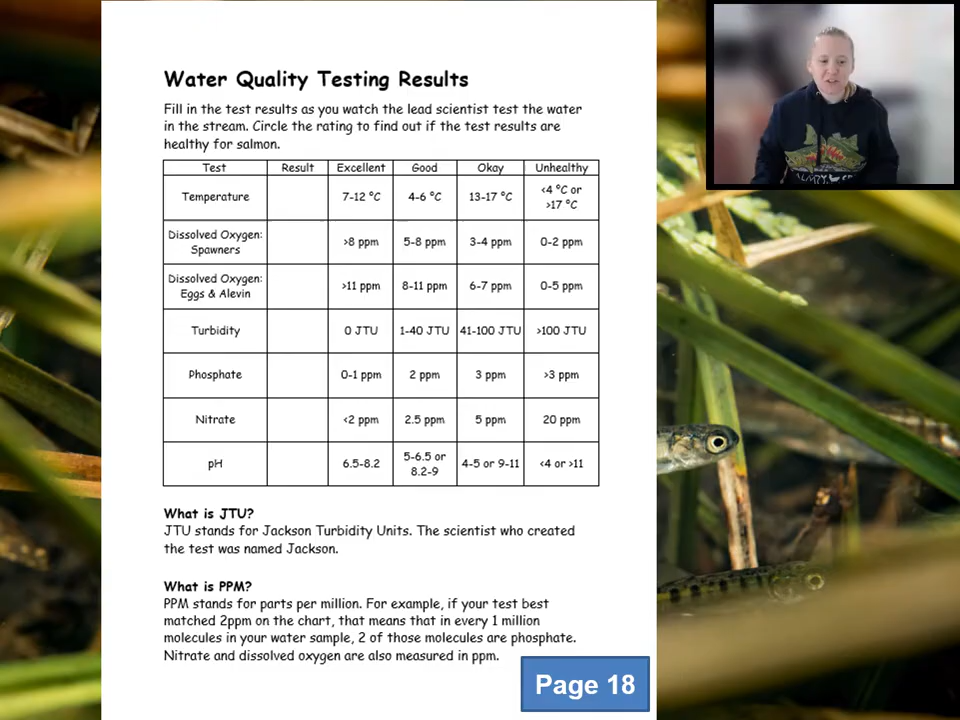 Water Quality Testing Results
Fill in the test results as you watch the lead scientist test the water
in the stream. Circle the rating to find out if the test results are
healthy for salmon.
Test Result Excellent Good Okay Unhealthy
Temperature 7-12 °C 4-6 °C 13-17 °C <4 °C or
>17 °C
Dissolved Oxygen:
Spawners >8 ppm 5-8 ppm 3-4 ppm 0-2 ppm
Dissolved Oxygen:
Eggs & Alevin >11 ppm 8-11 ppm 6-7 ppm 0-5 ppm
Turbidity 0 JTU 1-40 JTU 41-100 JTU >100 JTU
Phosphate 0-1 ppm 2 ppm 3 ppm >3 ppm
Nitrate <2 ppm 2.5 ppm 5 ppm 20 ppm
pH 6.5-8.2 5-6.5 or
8.2-9 4-5 or 9-11 <4 or >11
What is JTU?
JTU stands for Jackson Turbidity Units. The scientist who created
the test was named Jackson.
What is PPM?
PPM stands for parts per million. For example, if your test best
matched 2ppm on the chart, that means that in every 1 million
molecules in your water sample, 2 of those molecules are phosphate.
Nitrate and dissolved oxygen are also measured in ppm.
Page 18